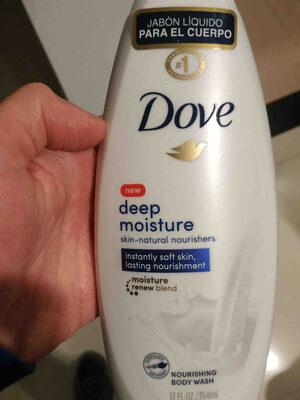 JABÓN LÍQUIDO
PARA EL CUERPO
#1
Dove
new
deep
moisture
skin-natural nourishers
instantly soft skin,
lasting nourishment
moisture
renew blend
NOURISHING
BODY WASH
12 FL OZ/354ml